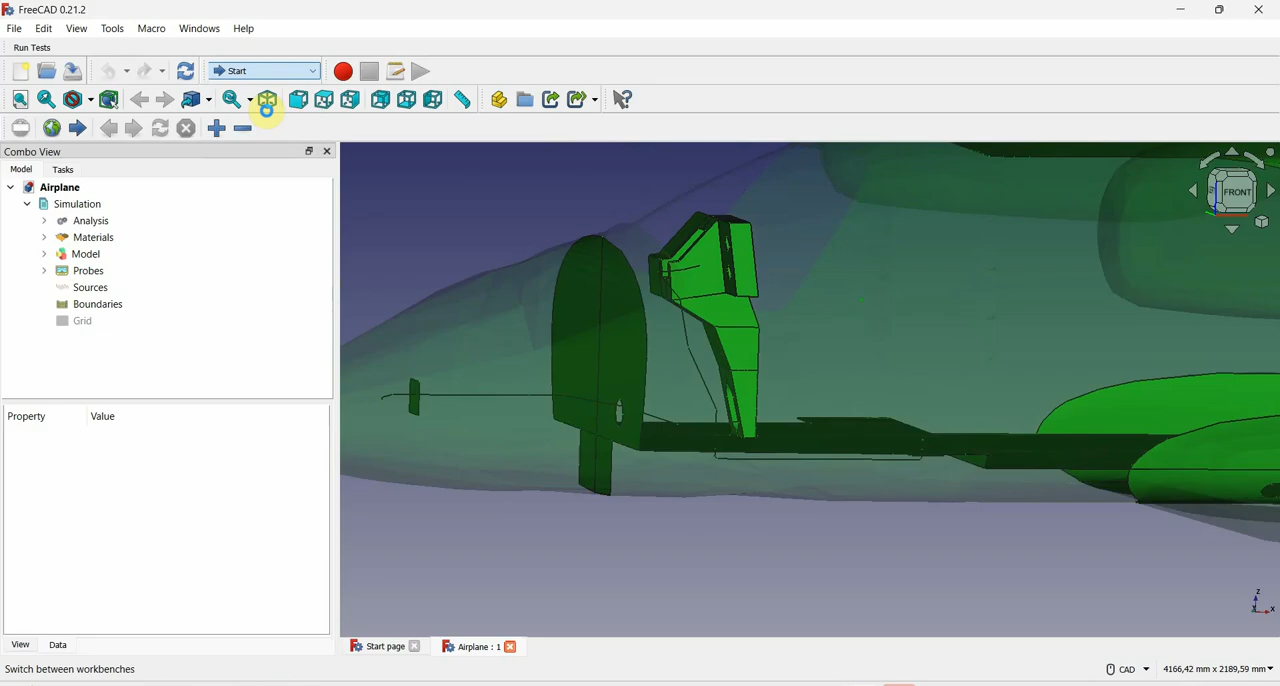 FreeCAD 0.21.2
File Edit View Tools Macro Windows Help
Run Tests
Start
Combo View
Model Tasks
Airplane
Simulation
Analysis
Materials
Model
Probes
Sources
Boundaries
Grid
Property Value
FRONT
z
x
View Data
Start page Airplane : 1
Switch between workbenches
CAD 4166,42 mm x 2189,59 mm